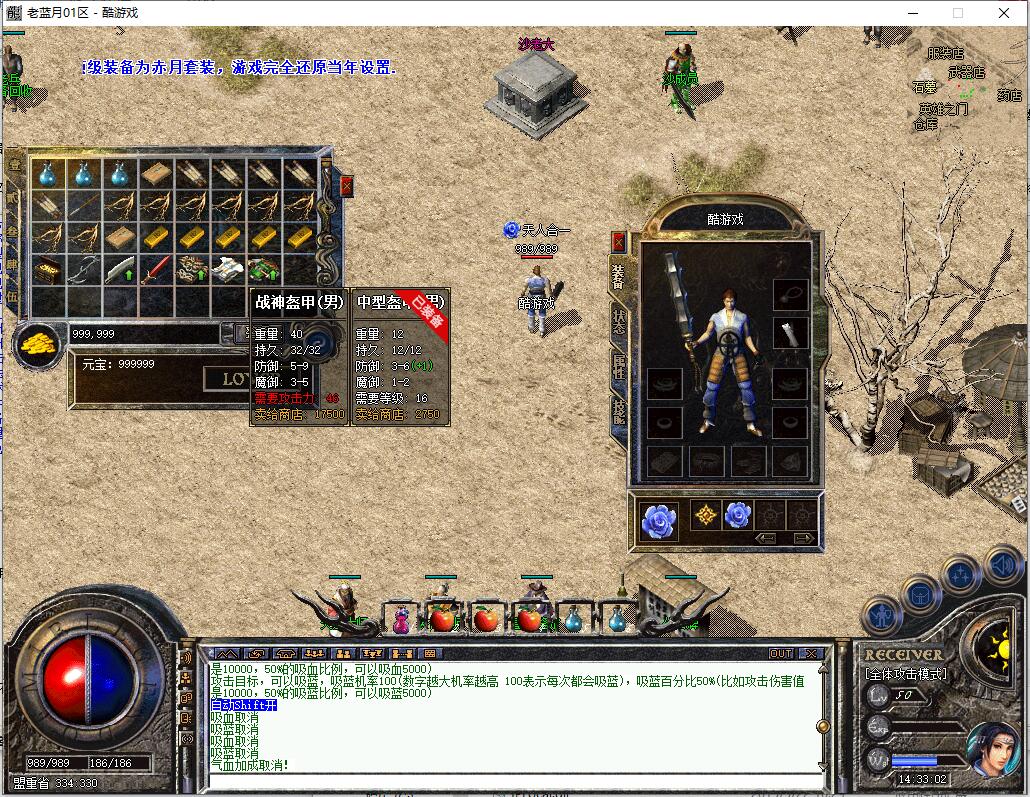 老蓝月01区 - 酷游戏
!级装备为赤月套装，游戏完全还原当年设置.
沙老大
沙成员
服装店
武器店
石墓
药店
英雄之门
仓库
回收
天人合一
989/989
酷游戏
酷游戏
装备
状态
属性
技能
壹
贰
叁
肆
伍
999,999
元宝: 999999
战神盔甲(男)
重量: 40
持久: 32/32
防御: 5-9
魔御: 3-5
需要攻击力: 46
卖给商店: 17500
已装备
重量: 12
持久: 12/12
防御: 3-6(+1)
魔御: 1-2
需要等级: 16
卖给商店: 2750
OUT
是10000, 50%的吸血比例, 可以吸血5000)
攻击目标, 可以吸蓝, 吸蓝机率100(数字越大机率越高 100表示每次都会吸蓝), 吸蓝百分比50%(比如攻击伤害值
是10000, 50%的吸蓝比例, 可以吸蓝5000)
自动Shift开
吸血取消
吸蓝取消
吸血取消
吸蓝取消
气血加成取消!
989/989
186/186
盟重省 334:330
RECEIVER
[全体攻击模式]
Lv 50
Exp
14:33:02